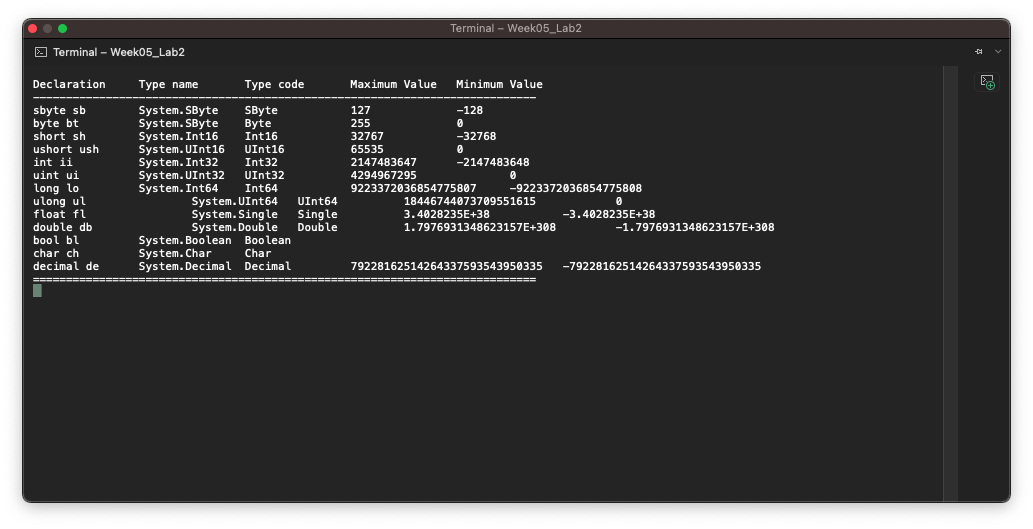 Terminal – Week05_Lab2
Terminal – Week05_Lab2
Declaration Type name Type code Maximum Value Minimum Value
----------------------------------------------------------------------------
sbyte sb System.SByte SByte 127 -128
byte bt System.SByte Byte 255 0
short sh System.Int16 Int16 32767 -32768
ushort ush System.UInt16 UInt16 65535 0
int ii System.Int32 Int32 2147483647 -2147483648
uint ui System.UInt32 UInt32 4294967295 0
long lo System.Int64 Int64 9223372036854775807 -9223372036854775808
ulong ul System.UInt64 UInt64 18446744073709551615 0
float fl System.Single Single 3.4028235E+38 -3.4028235E+38
double db System.Double Double 1.7976931348623157E+308 -1.7976931348623157E+308
bool bl System.Boolean Boolean
char ch System.Char Char
decimal de System.Decimal Decimal 79228162514264337593543950335 -79228162514264337593543950335
============================================================================